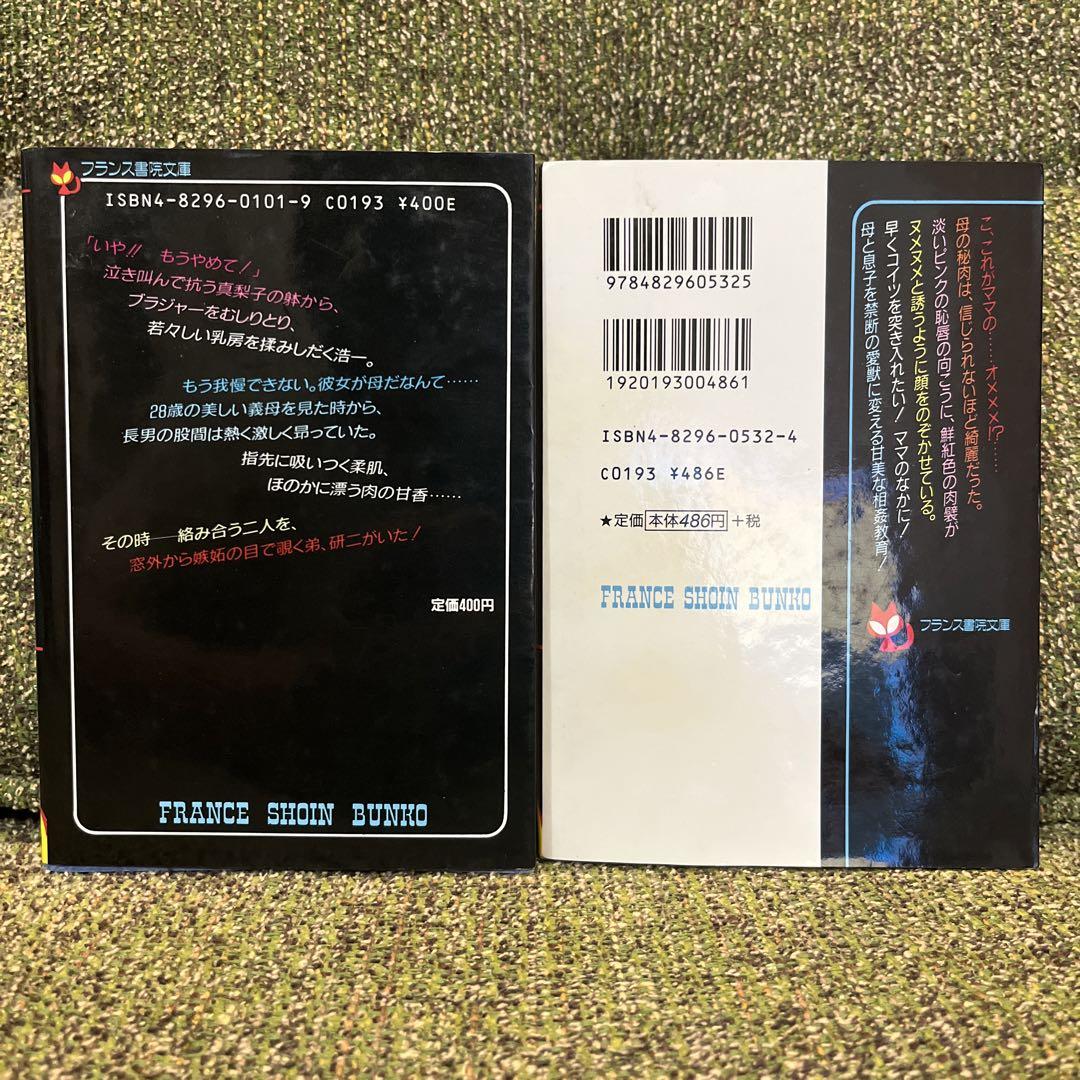 フランス書院文庫
ISBN4-8296-0101-9 C0193 ¥400E
「いや!! もうやめて!」
泣き叫んで抗う真梨子の躰から、
ブラジャーをむしりとり、
若々しい乳房を揉みしだく浩一。
もう我慢できない。彼女が母だなんて……
28歳の美しい義母を見た時から、
長男の股間は熱く激しく昂っていた。
指先に吸いつく柔肌、
ほのかに漂う肉の甘香……
その時──絡み合う二人を、
窓外から嫉妬の目で覗く弟、研二がいた!
定価400円
FRANCE SHOIN BUNKO
9784829605325
1920193004861
ISBN4-8296-0532-4
C0193 ¥486E
★定価 本体486円 +税
FRANCE SHOIN BUNKO
こ、これがママの……オメメメ!?……
母の秘肉は、信じられないほど綺麗だった。
淡いピンクの恥唇の向こうに、鮮紅色の肉襞が
ヌメヌメと誘うように顔をのぞかせている。
早くコイツを突き入れたい! ママのなかに!
母と息子を禁断の愛獣に変える甘美な相姦教育!
フランス書院文庫